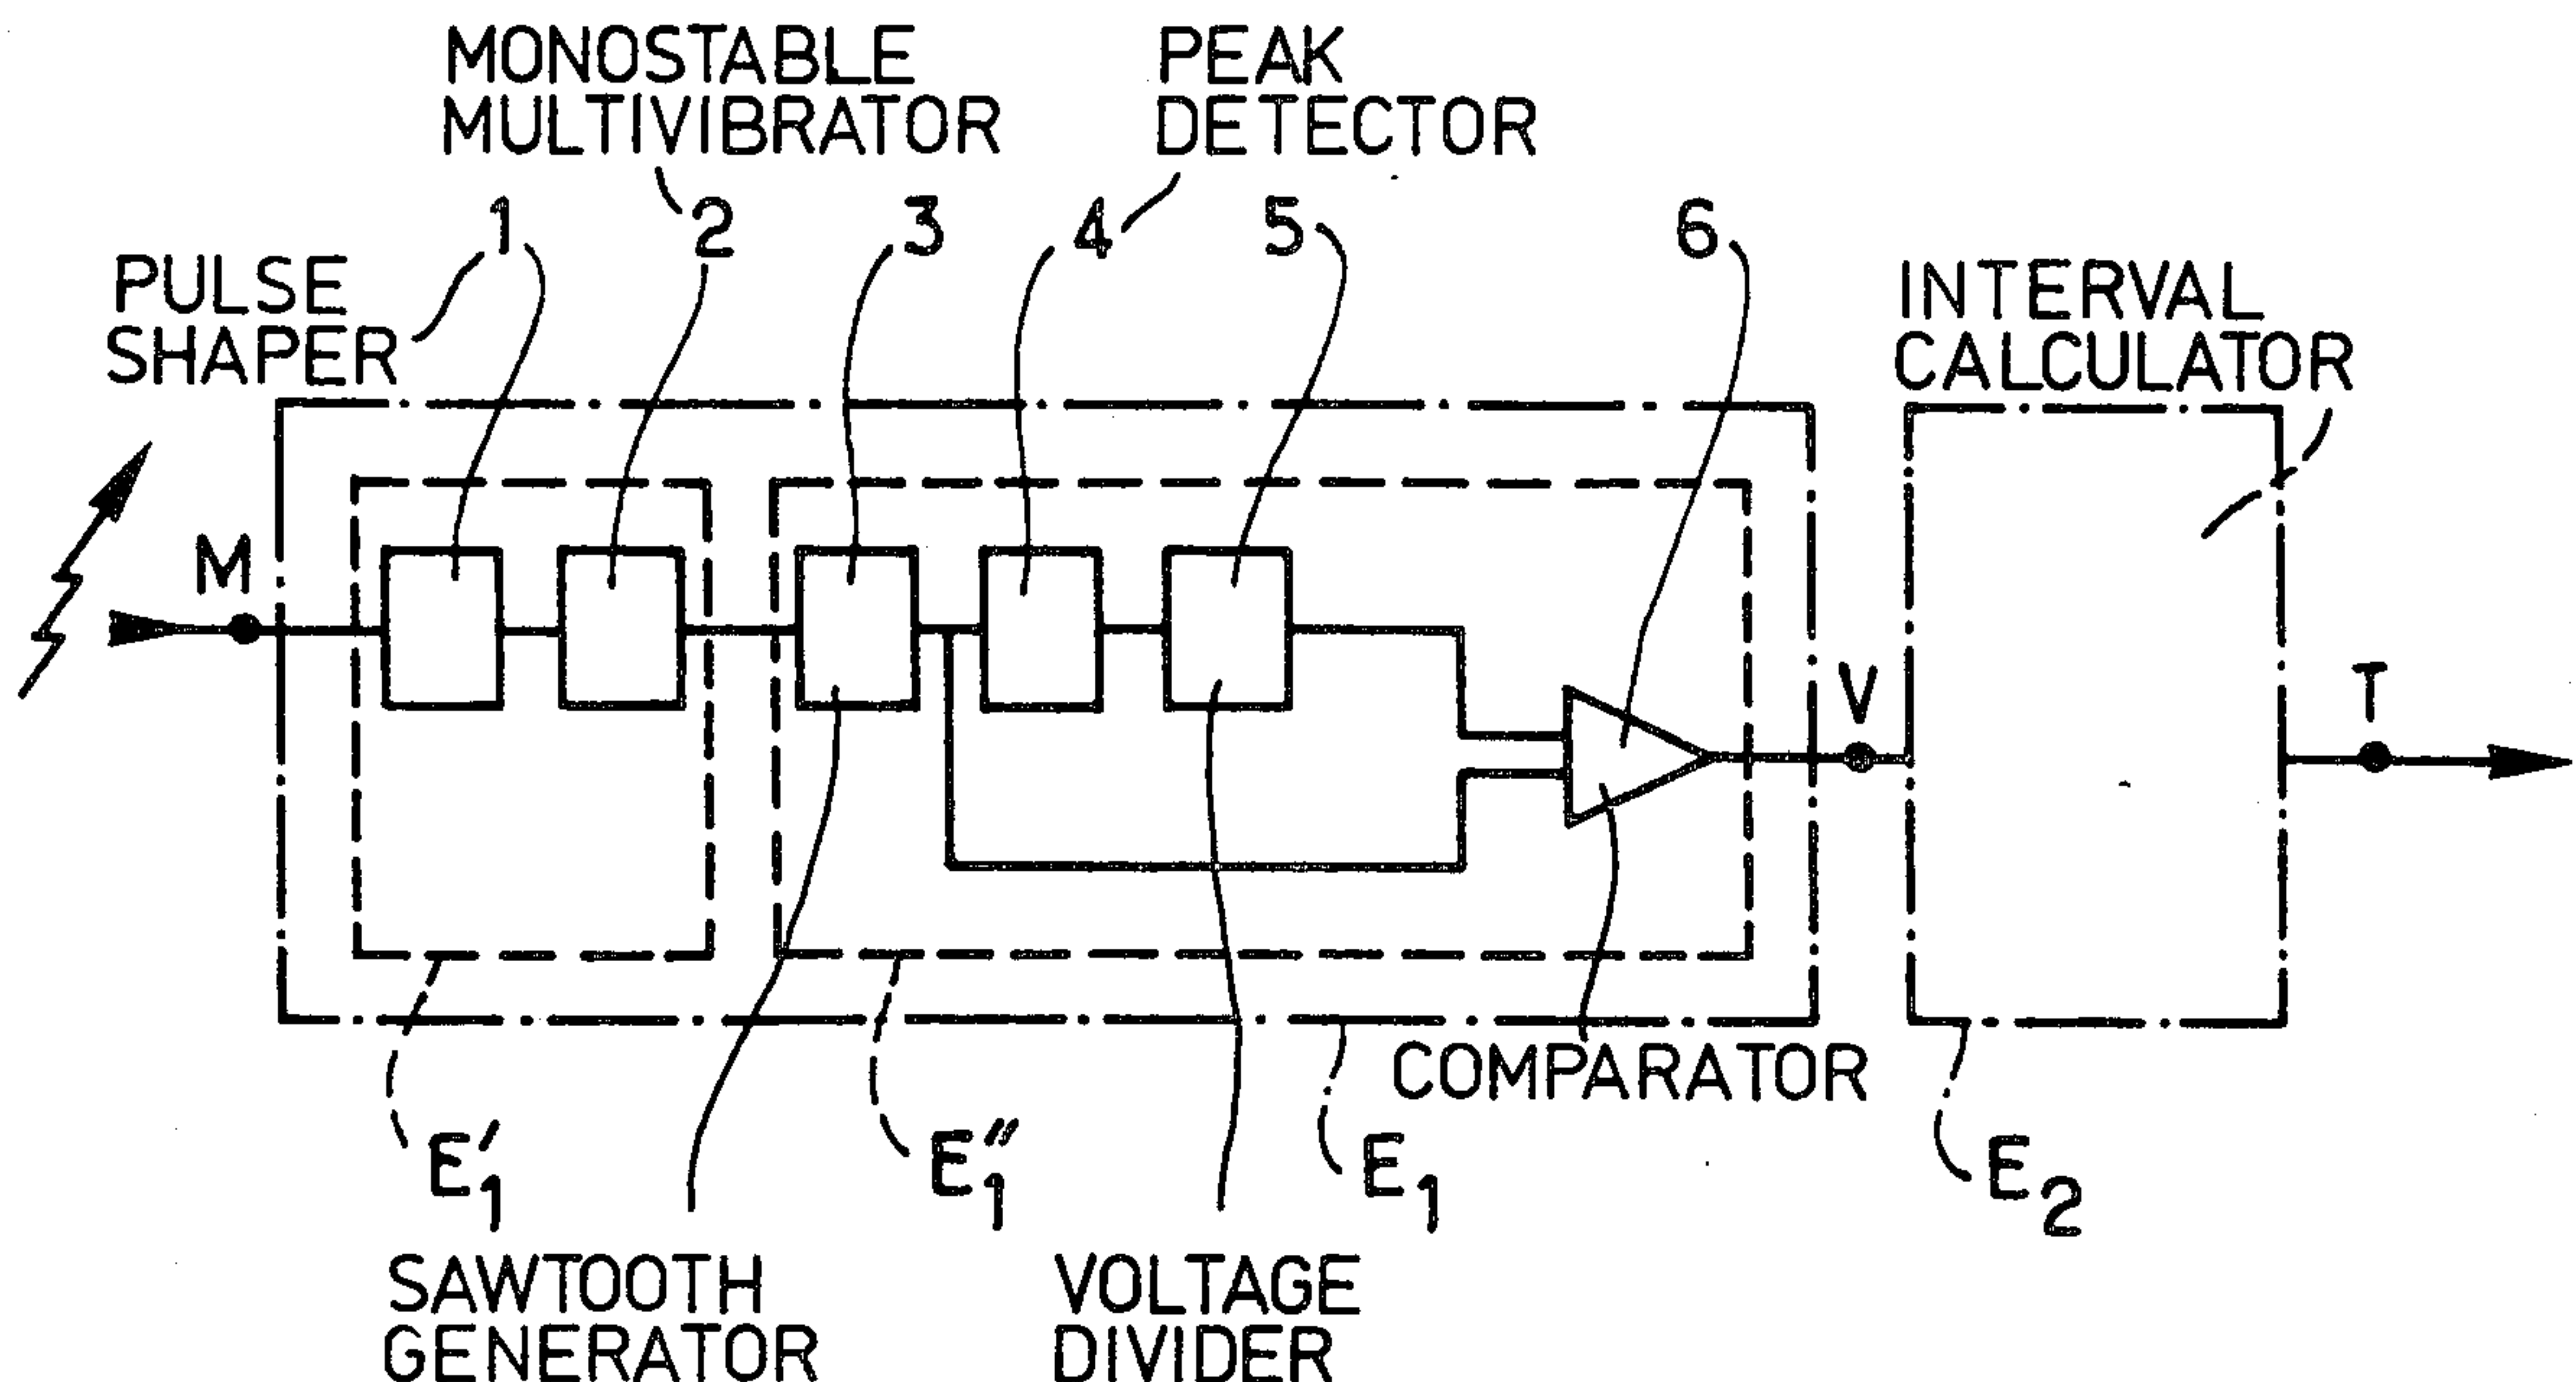 MONOSTABLE
MULTIVIBRATOR
PEAK
DETECTOR
1
2
3
4
5
6
PULSE
SHAPER
INTERVAL
CALCULATOR
M
V
T
COMPARATOR
E'1
E''1
E1
E2
SAWTOOTH
GENERATOR
VOLTAGE
DIVIDER